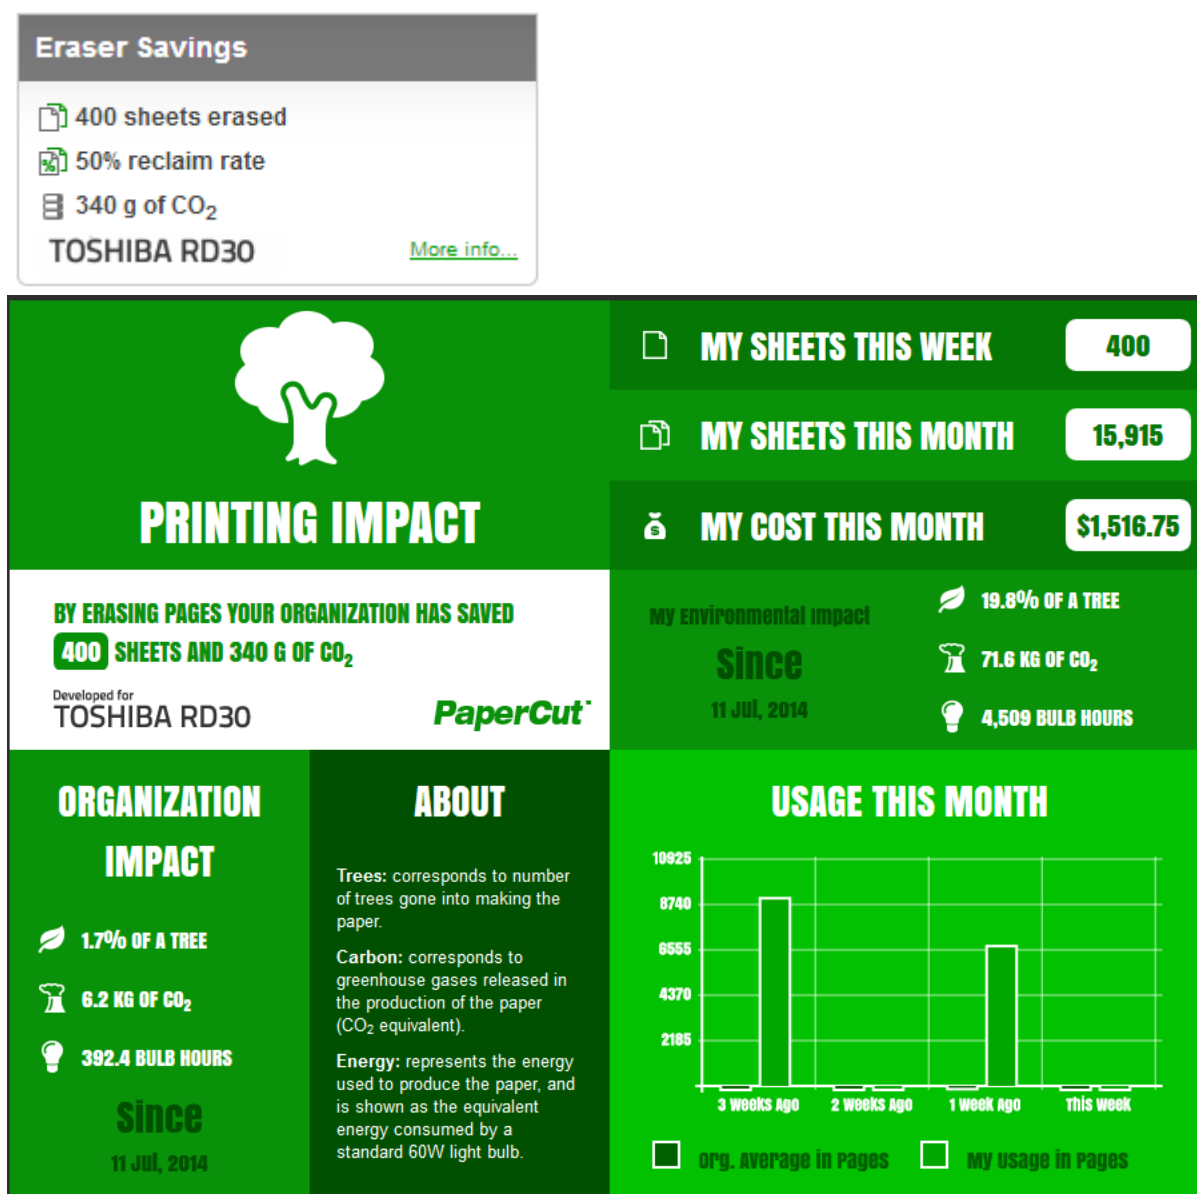 Eraser Savings
400 sheets erased
50% reclaim rate
340 g of CO2
TOSHIBA RD30
More info...
PRINTING IMPACT
MY SHEETS THIS WEEK 400
MY SHEETS THIS MONTH 15,915
MY COST THIS MONTH $1,516.75
BY ERASING PAGES YOUR ORGANIZATION HAS SAVED
400 SHEETS AND 340 G OF CO2
Developed for
TOSHIBA RD30
PaperCut
My Environmental Impact
Since
11 Jul, 2014
19.8% OF A TREE
71.6 KG OF CO2
4,509 BULB HOURS
ORGANIZATION
IMPACT
1.7% OF A TREE
6.2 KG OF CO2
392.4 BULB HOURS
Since
11 Jul, 2014
ABOUT
Trees: corresponds to number
of trees gone into making the
paper.
Carbon: corresponds to
greenhouse gases released in
the production of the paper
(CO2 equivalent).
Energy: represents the energy
used to produce the paper, and
is shown as the equivalent
energy consumed by a
standard 60W light bulb.
USAGE THIS MONTH
10925
8740
6555
4370
2185
3 Weeks Ago 2 Weeks Ago 1 Week Ago This Week
Org. Average in Pages My Usage in Pages